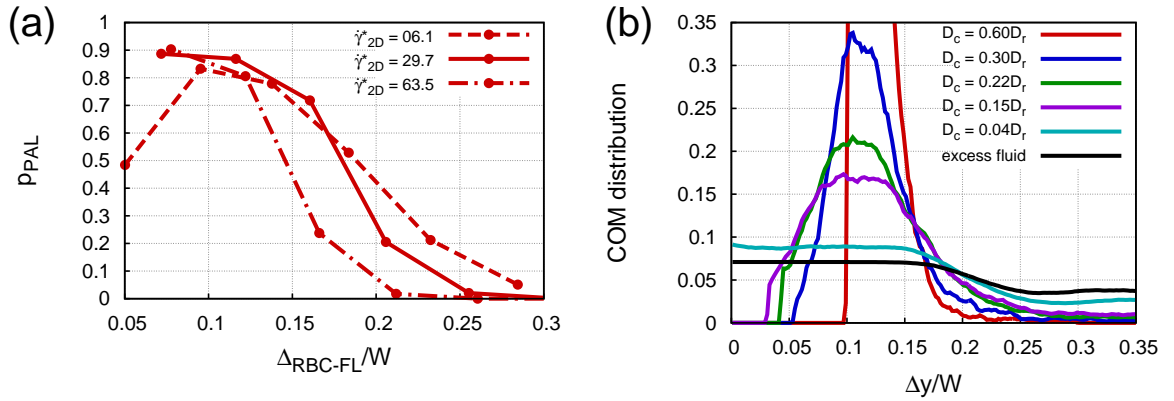 (a)
p_PAL
1
0.9
0.8
0.7
0.6
0.5
0.4
0.3
0.2
0.1
0
0.05
0.1
0.15
0.2
0.25
0.3
Δ_RBC-FL/W
γ̇*_2D = 06.1
γ̇*_2D = 29.7
γ̇*_2D = 63.5
(b)
COM distribution
0.35
0.3
0.25
0.2
0.15
0.1
0.05
0
0
0.05
0.1
0.15
0.2
0.25
0.3
0.35
Δy/W
D_c = 0.60D_r
D_c = 0.30D_r
D_c = 0.22D_r
D_c = 0.15D_r
D_c = 0.04D_r
excess fluid